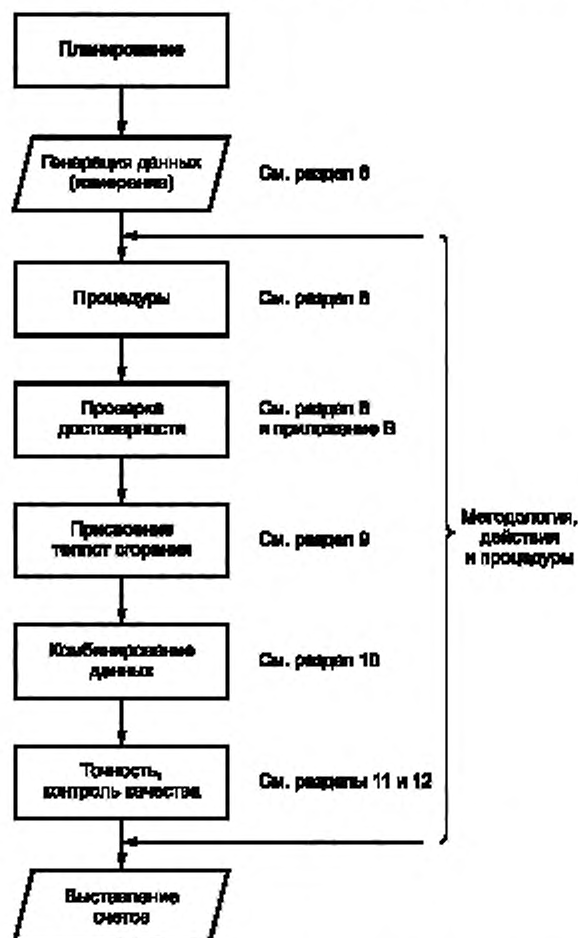 Планирование
Генерация данных
(измерение)
См. раздел 6
Процедуры
См. раздел 8
Проверка
достоверности
См. раздел 8
и приложение B
Присвоение
теплот сгорания
См. раздел 9
Методология,
действия
и процедуры
Комбинирование
данных
См. раздел 10
Точность,
контроль качества
См. разделы 11 и 12
Выставление
счетов